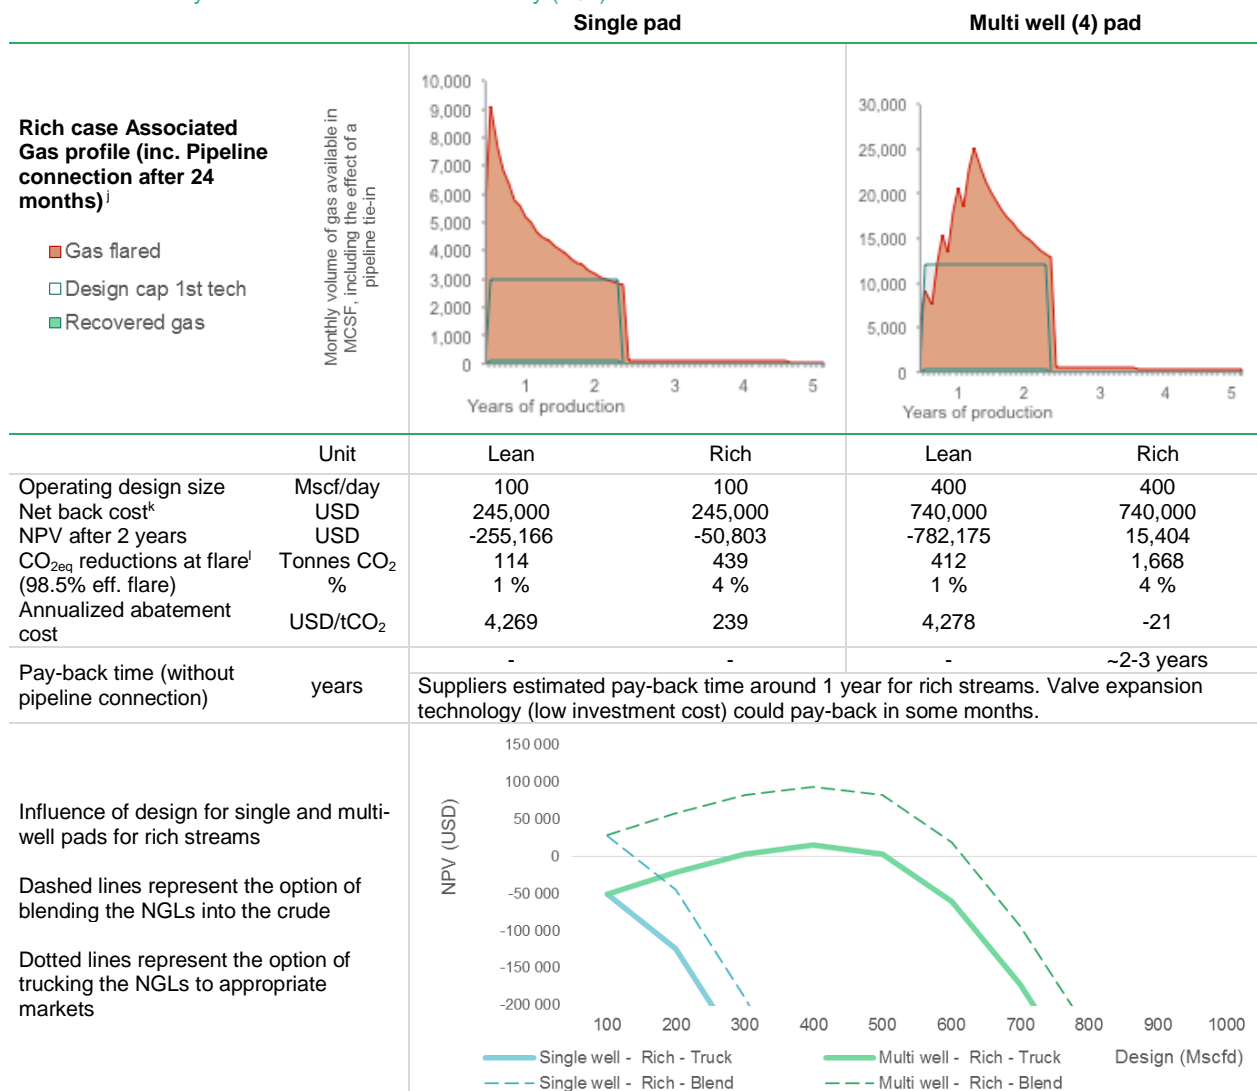 Single pad
Multi well (4) pad
Rich case Associated
Gas profile (inc. Pipeline
connection after 24
months) j
Gas flared
Design cap 1st tech
Recovered gas
Monthly volume of gas available in
MCSF, including the effect of a
pipeline tie-in
10,000
9,000
8,000
7,000
6,000
5,000
4,000
3,000
2,000
1,000
0
1 2 3 4 5
Years of production
30,000
25,000
20,000
15,000
10,000
5,000
0
1 2 3 4 5
Years of production
Unit Lean Rich Lean Rich
Operating design size Mscf/day 100 100 400 400
Net back costk USD 245,000 245,000 740,000 740,000
NPV after 2 years USD -255,166 -50,803 -782,175 15,404
CO2eq reductions at flarel Tonnes CO2 114 439 412 1,668
(98.5% eff. flare) % 1 % 4 % 1 % 4 %
Annualized abatement
cost USD/tCO2 4,269 239 4,278 -21
Pay-back time (without
pipeline connection) years
- - - ~2-3 years
Suppliers estimated pay-back time around 1 year for rich streams. Valve expansion
technology (low investment cost) could pay-back in some months.
Influence of design for single and multi-
well pads for rich streams
Dashed lines represent the option of
blending the NGLs into the crude
Dotted lines represent the option of
trucking the NGLs to appropriate
markets
NPV (USD)
150 000
100 000
50 000
0
-50 000
-100 000
-150 000
-200 000
100 200 300 400 500 600 700 800 900 1000
Design (Mscfd)
Single well - Rich - Truck
Multi well - Rich - Truck
Single well - Rich - Blend
Multi well - Rich - Blend